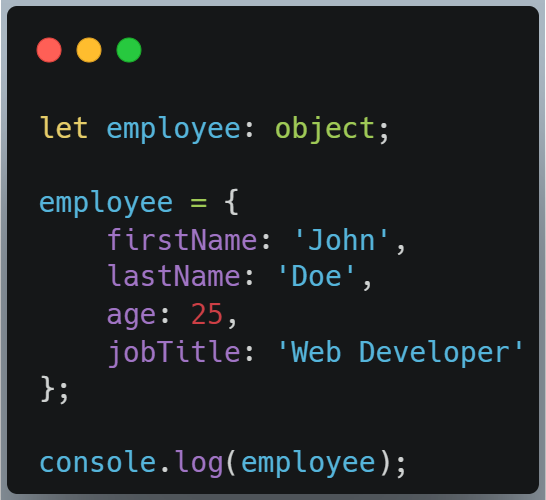 let employee: object;
employee = {
    firstName: 'John',
    lastName: 'Doe',
    age: 25,
    jobTitle: 'Web Developer'
};
console.log(employee);